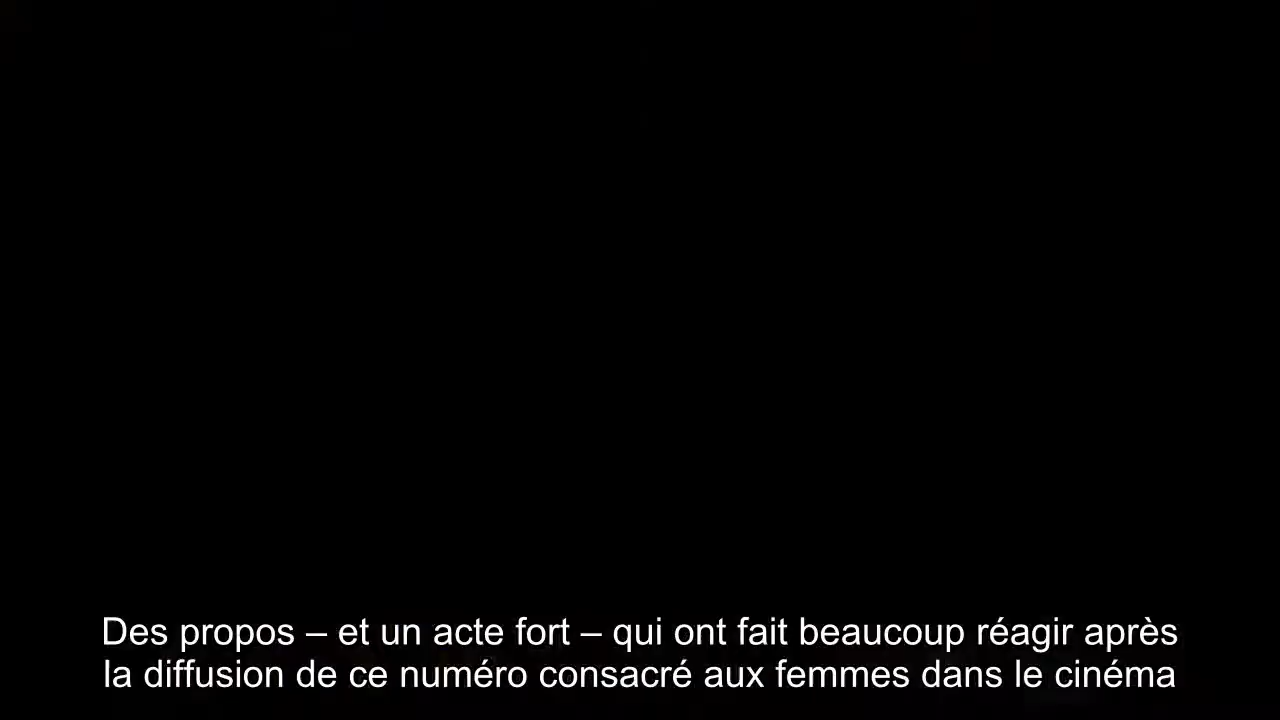 Des propos – et un acte fort – qui ont fait beaucoup réagir après
la diffusion de ce numéro consacré aux femmes dans le cinéma